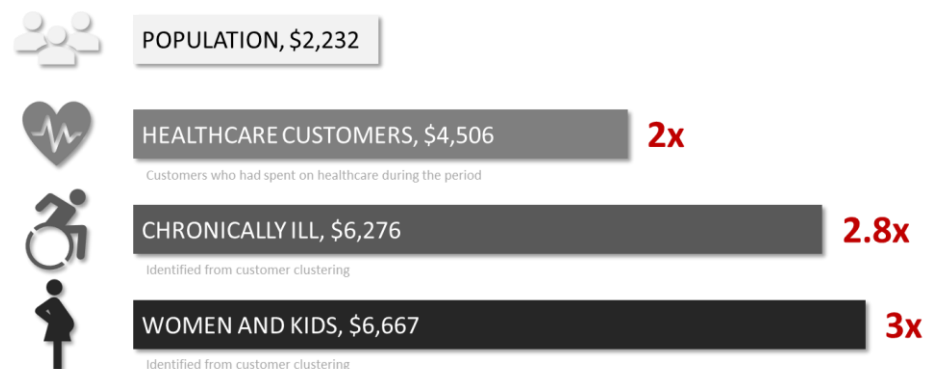 POPULATION, $2,232
HEALTHCARE CUSTOMERS, $4,506
2x
Customers who had spent on healthcare during the period
CHRONICALLY ILL, $6,276
2.8x
Identified from customer clustering
WOMEN AND KIDS, $6,667
3x
Identified from customer clustering